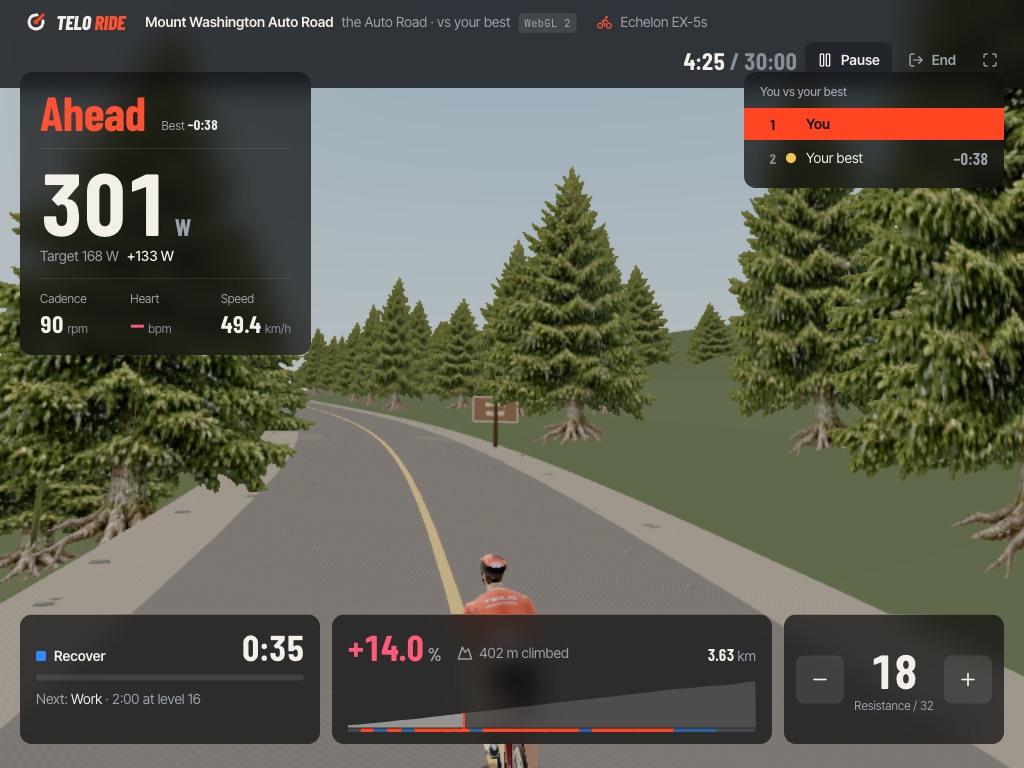 TELO RIDE Mount Washington Auto Road the Auto Road · vs your best WebGL 2 Echelon EX-5s
4:25 / 30:00 Pause End
Ahead Best −0:38
301 W
Target 168 W +133 W
Cadence Heart Speed
90 rpm – bpm 49.4 km/h
You vs your best
1 You
2 Your best −0:38
TELO
Recover 0:35
Next: Work · 2:00 at level 16
+14.0 % 402 m climbed 3.63 km
− 18 +
Resistance / 32